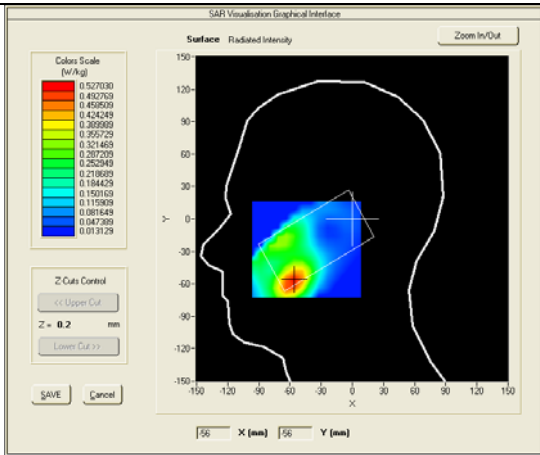 SAR Visualisation Graphical Interface
Surface Radiated Intensity
Zoom In/Out
Colors Scale
(W/kg)
0.527030
0.492769
0.458509
0.424249
0.389989
0.355729
0.321469
0.287209
0.252949
0.218689
0.184429
0.150169
0.115909
0.081649
0.047389
0.013129
Z-Cuts Control
<< Upper Cut
Z = 0.2 mm
Lower Cut >>
SAVE Cancel
150-
120-
90-
60-
30-
0-
-30-
-60-
-90-
-120-
-150-
Y
-150 -120 -90 -60 -30 0 30 60 90 120 150
X
-56 X (mm) -56 Y (mm)